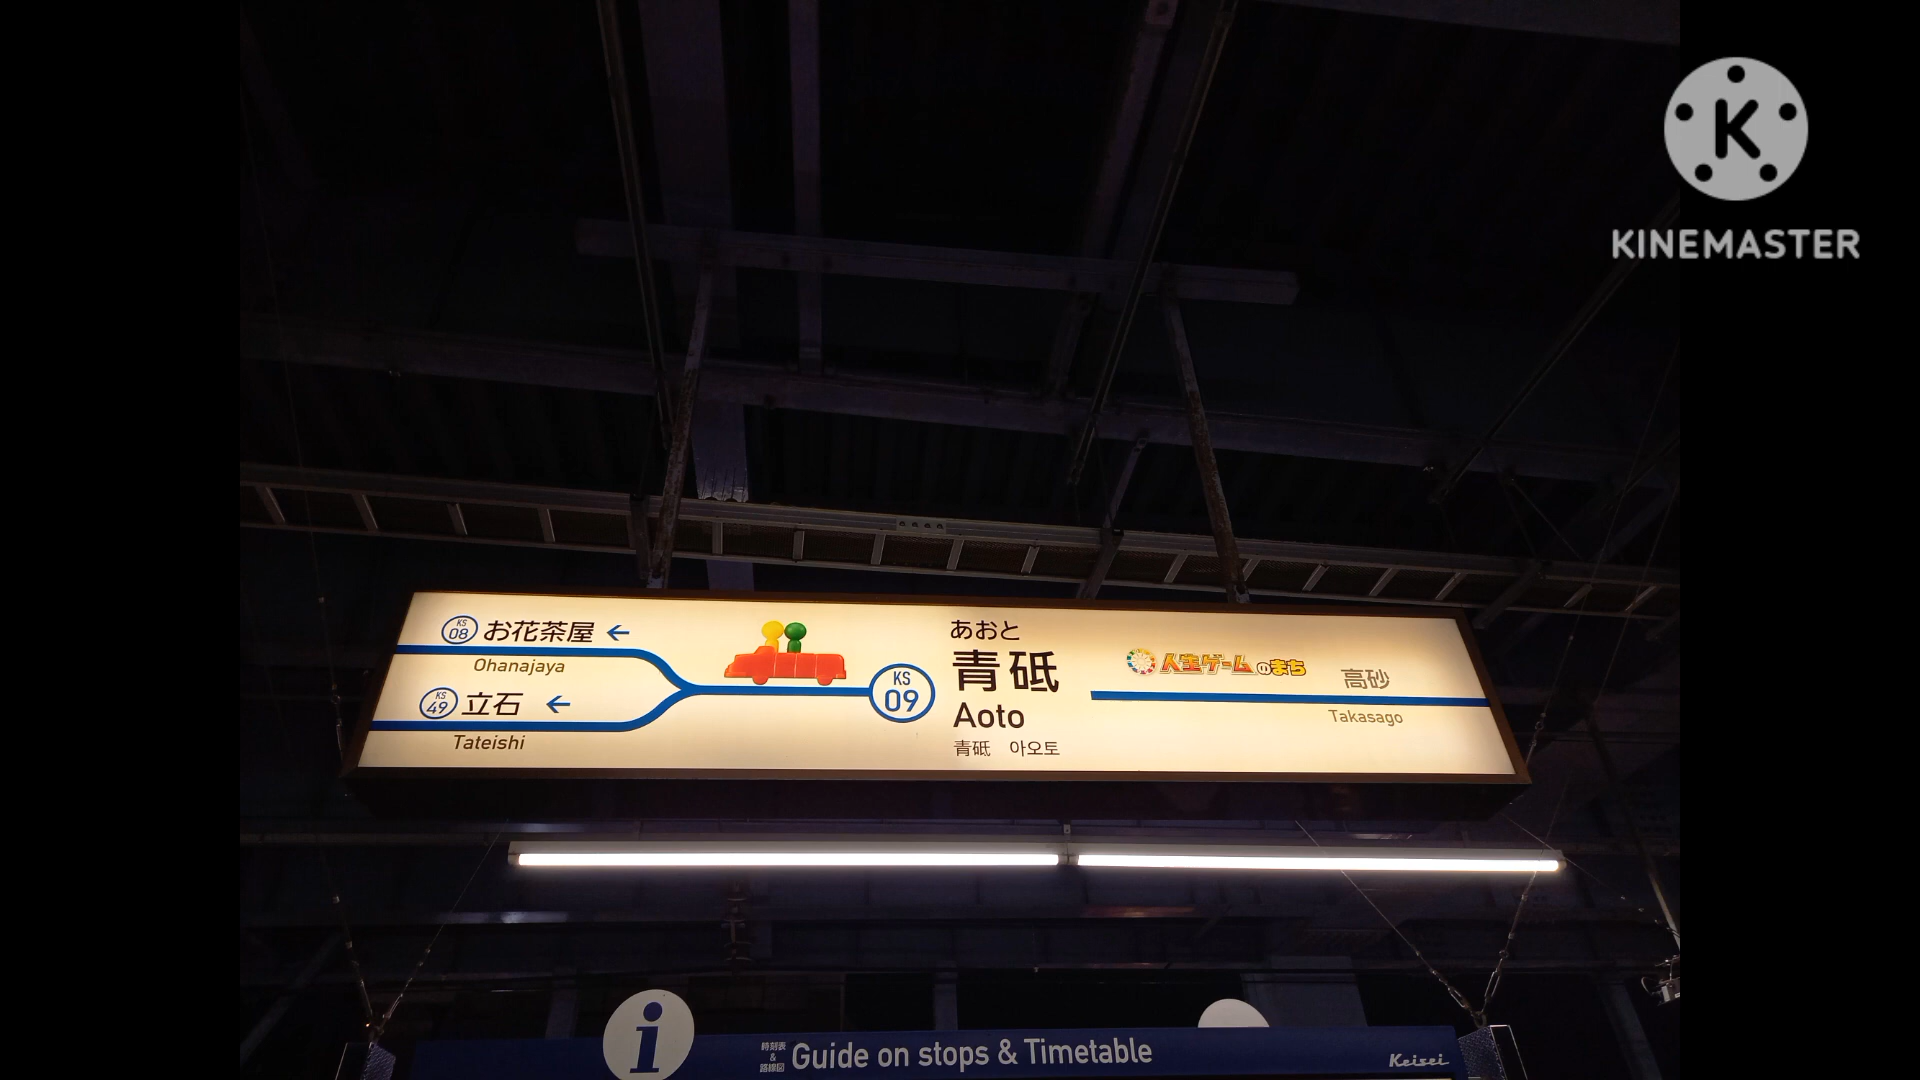 KINEMASTER
KS
08
お花茶屋
Ohanajaya
KS
49
立石
Tateishi
KS
09
あおと
青砥
Aoto
青砥 아오토
人生ゲームのまち
高砂
Takasago
時刻表
&
路線図
Guide on stops & Timetable
Keisei